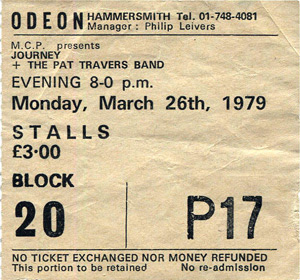 ODEON HAMMERSMITH Tel. 01-748-4081
Manager : Philip Leivers
M.C.P. presents
JOURNEY
+ THE PAT TRAVERS BAND
EVENING 8-0 p.m.
Monday, March 26th, 1979
STALLS
£3·00
BLOCK
20 P17
NO TICKET EXCHANGED NOR MONEY REFUNDED
This portion to be retained No re-admission